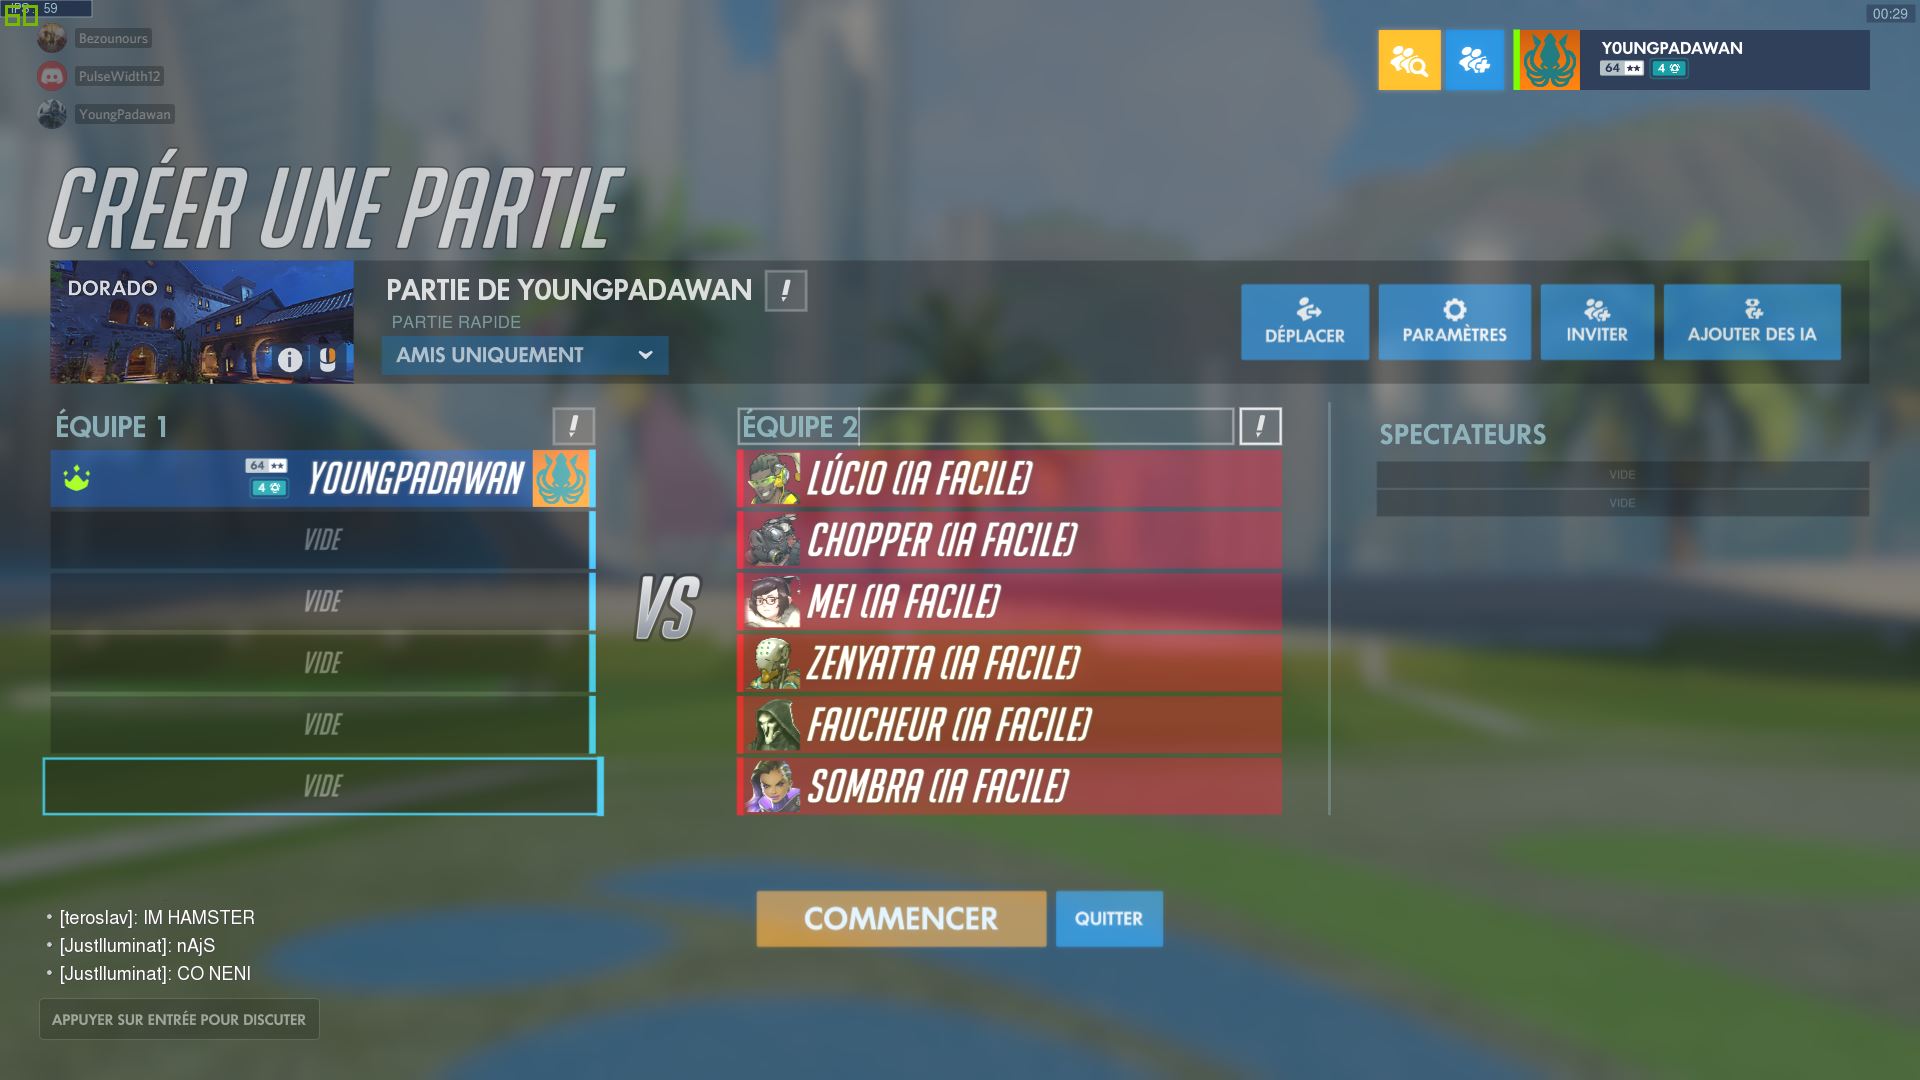 59
00:29
Bezounours
PulseWidth12
YoungPadawan
Y0UNGPADAWAN
64 ★★ 4
CRÉER UNE PARTIE
DORADO
PARTIE DE Y0UNGPADAWAN
PARTIE RAPIDE
AMIS UNIQUEMENT
DÉPLACER
PARAMÈTRES
INVITER
AJOUTER DES IA
ÉQUIPE 1
64 ★★
4
Y0UNGPADAWAN
VIDE
VIDE
VIDE
VIDE
VIDE
VS
ÉQUIPE 2
LÚCIO (IA FACILE)
CHOPPER (IA FACILE)
MEI (IA FACILE)
ZENYATTA (IA FACILE)
FAUCHEUR (IA FACILE)
SOMBRA (IA FACILE)
SPECTATEURS
VIDE
VIDE
COMMENCER
QUITTER
• [teroslav]: IM HAMSTER
• [JustIluminat]: nAjS
• [JustIluminat]: CO NENI
APPUYER SUR ENTRÉE POUR DISCUTER